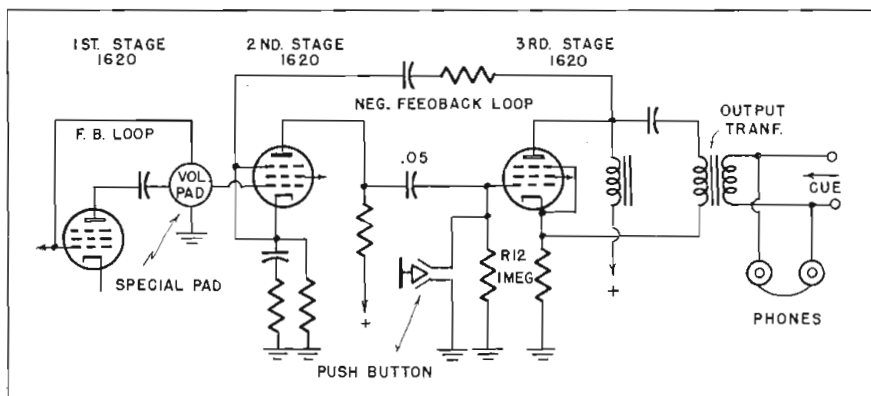 1ST. STAGE
1620
2ND. STAGE
1620
3RD. STAGE
1620
NEG. FEEDBACK LOOP
OUTPUT
TRANF.
F. B. LOOP
VOL
PAD
.05
CUE
SPECIAL PAD
R12
1MEG
+
+
PHONES
PUSH BUTTON